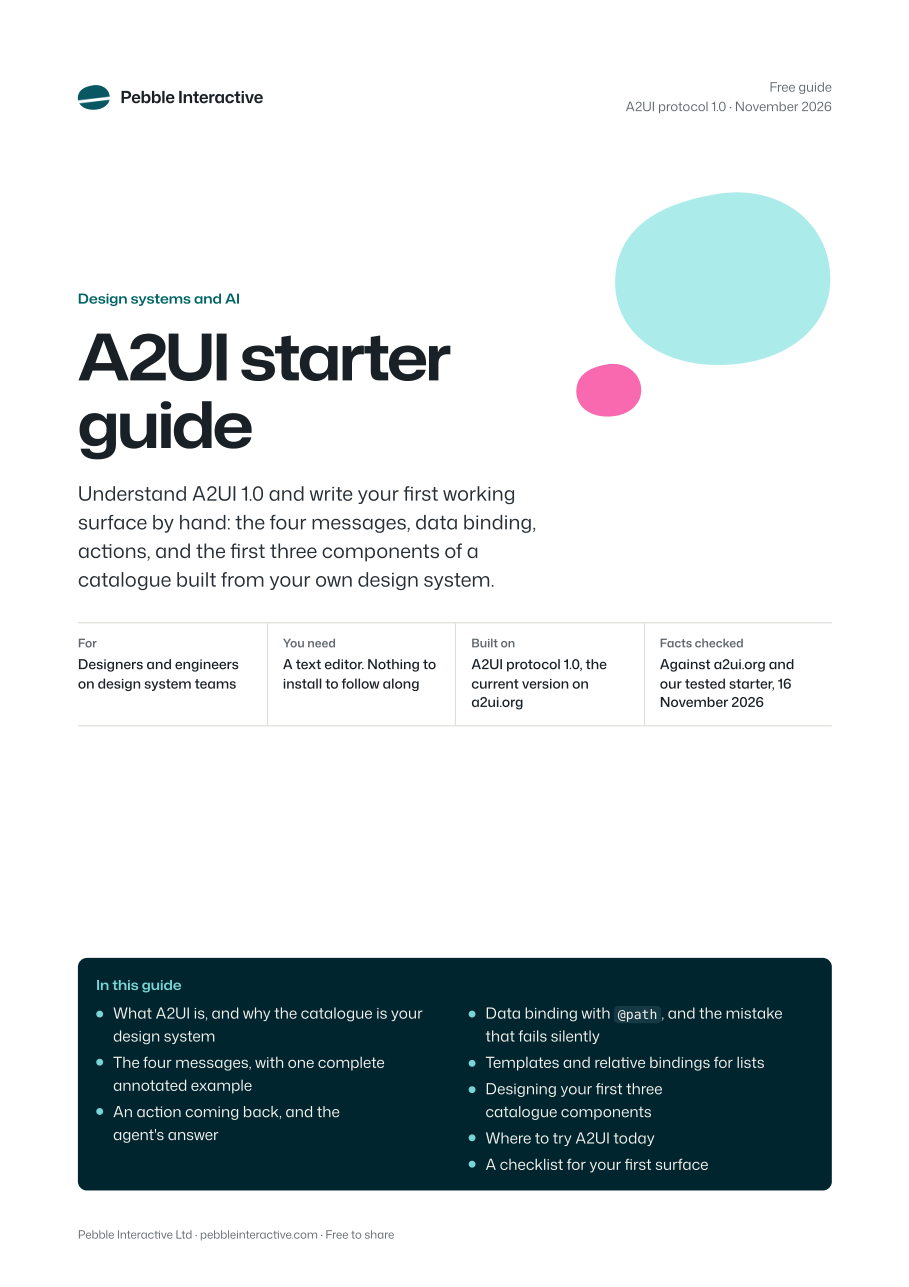 Pebble Interactive
Free guide
A2UI protocol 1.0 · November 2026
Design systems and AI
A2UI starter
guide
Understand A2UI 1.0 and write your first working
surface by hand: the four messages, data binding,
actions, and the first three components of a
catalogue built from your own design system.
For
Designers and engineers
on design system teams
You need
A text editor. Nothing to
install to follow along
Built on
A2UI protocol 1.0, the
current version on
a2ui.org
Facts checked
Against a2ui.org and
our tested starter, 16
November 2026
In this guide
What A2UI is, and why the catalogue is your
design system
The four messages, with one complete
annotated example
An action coming back, and the
agent's answer
Data binding with @path, and the mistake
that fails silently
Templates and relative bindings for lists
Designing your first three
catalogue components
Where to try A2UI today
A checklist for your first surface
Pebble Interactive Ltd · pebbleinteractive.com · Free to share